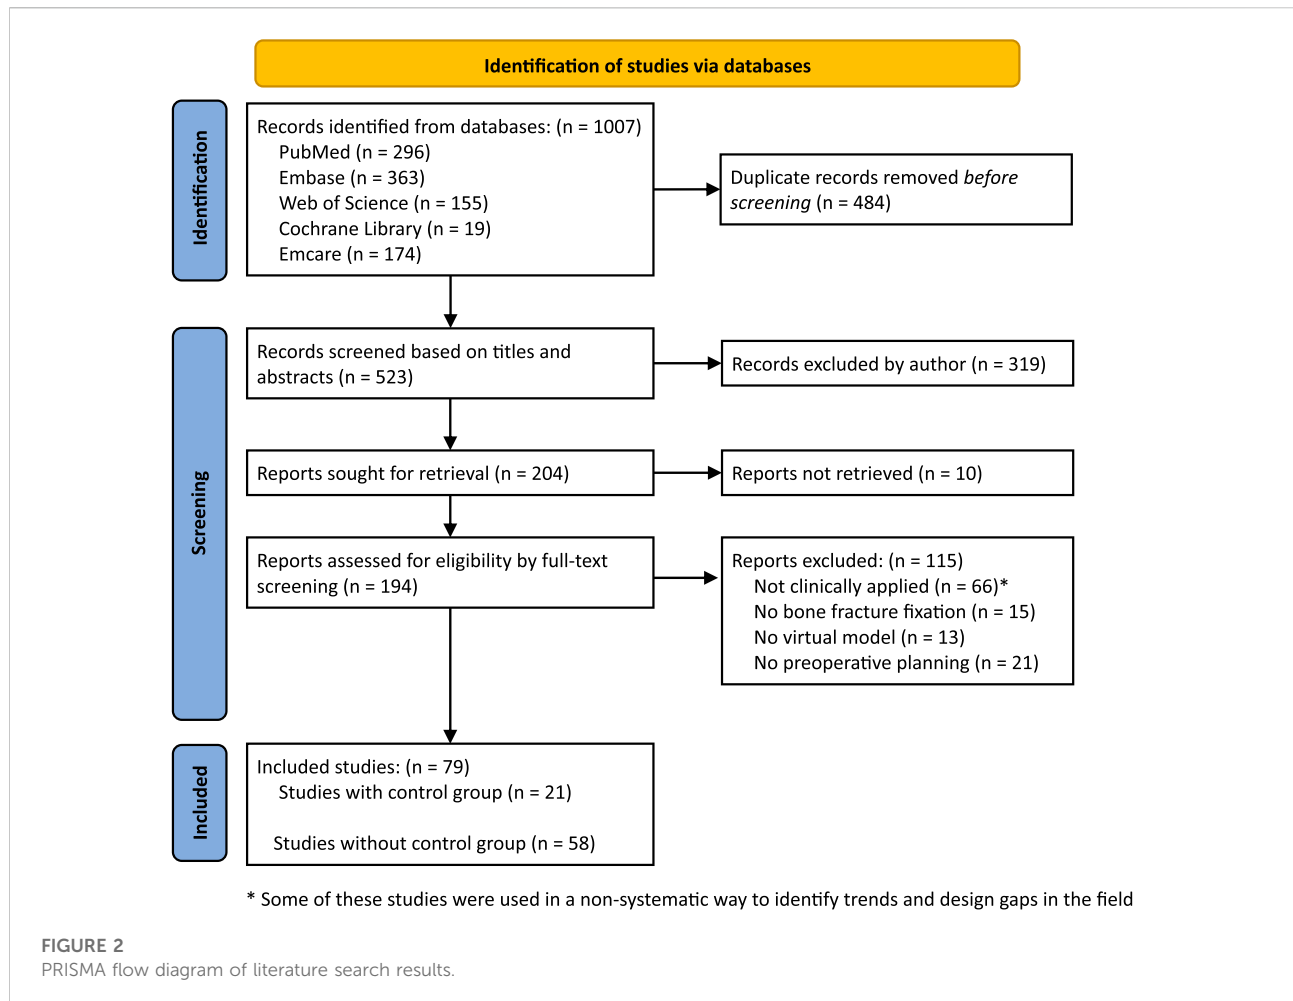 Identification of studies via databases
Identification
Records identified from databases: (n = 1007)
PubMed (n = 296)
Embase (n = 363)
Web of Science (n = 155)
Cochrane Library (n = 19)
Emcare (n = 174)
Duplicate records removed before
screening (n = 484)
Screening
Records screened based on titles and
abstracts (n = 523)
Records excluded by author (n = 319)
Reports sought for retrieval (n = 204)
Reports not retrieved (n = 10)
Reports assessed for eligibility by full-text
screening (n = 194)
Reports excluded: (n = 115)
Not clinically applied (n = 66)*
No bone fracture fixation (n = 15)
No virtual model (n = 13)
No preoperative planning (n = 21)
Included
Included studies: (n = 79)
Studies with control group (n = 21)
Studies without control group (n = 58)
* Some of these studies were used in a non-systematic way to identify trends and design gaps in the field
FIGURE 2
PRISMA flow diagram of literature search results.